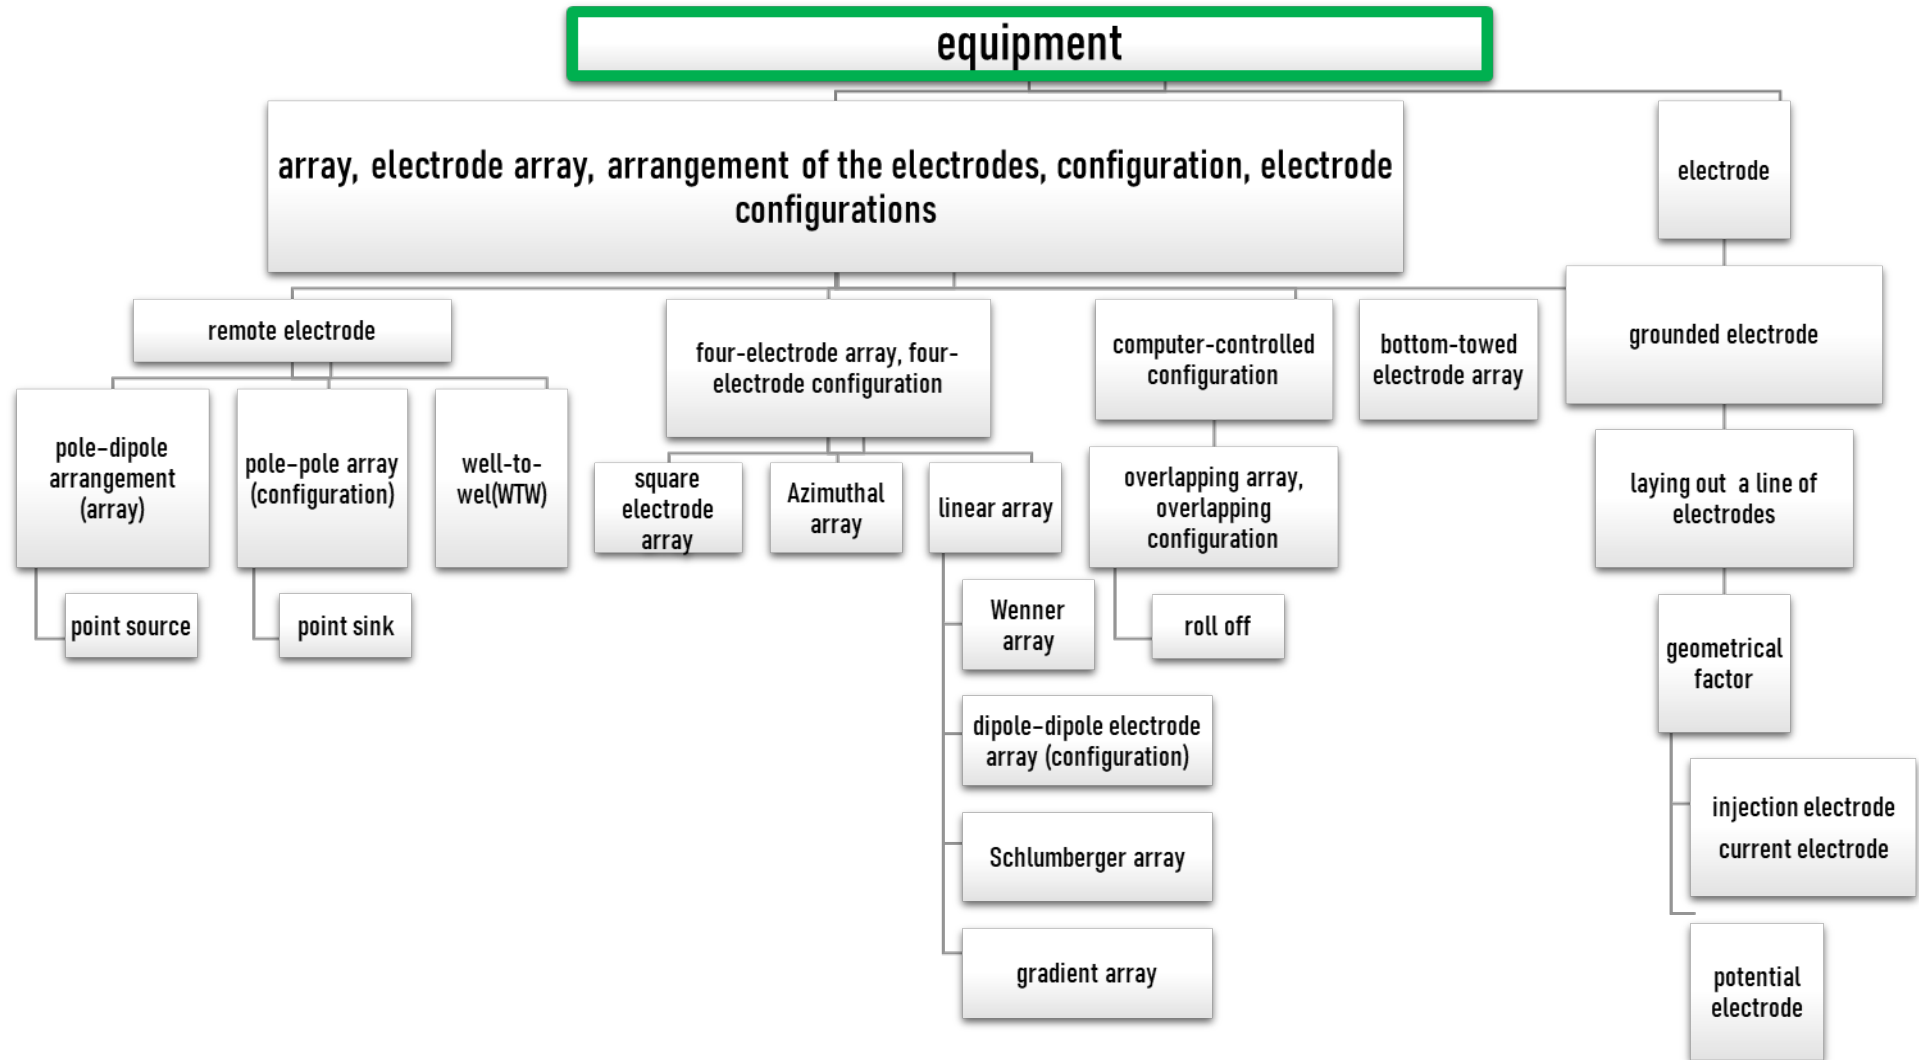 equipment
array, electrode array, arrangement of the electrodes, configuration, electrode
configurations
electrode
remote electrode
four-electrode array, four-
electrode configuration
computer-controlled
configuration
bottom-towed
electrode array
grounded electrode
pole-dipole
arrangement
(array)
pole-pole array
(configuration)
well-to-
wel(WTW)
square
electrode
array
Azimuthal
array
linear array
overlapping array,
overlapping
configuration
laying out a line of
electrodes
point source
point sink
Wenner
array
roll off
geometrical
factor
dipole-dipole electrode
array (configuration)
injection electrode
current electrode
Schlumberger array
gradient array
potential
electrode